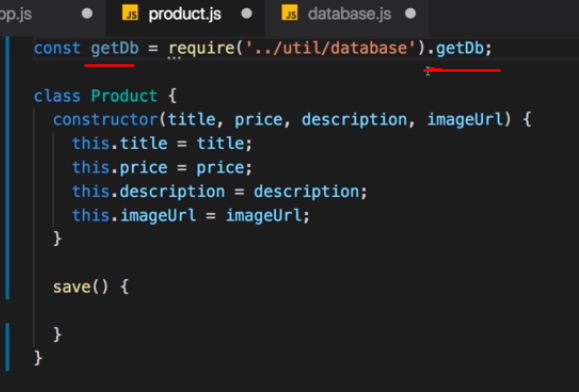 pp.js JS product.js JS database.js
const getDb = require('../util/database').getDb;
class Product {
constructor(title, price, description, imageUrl) {
this.title = title;
this.price = price;
this.description = description;
this.imageUrl = imageUrl;
}
save() {
}
}